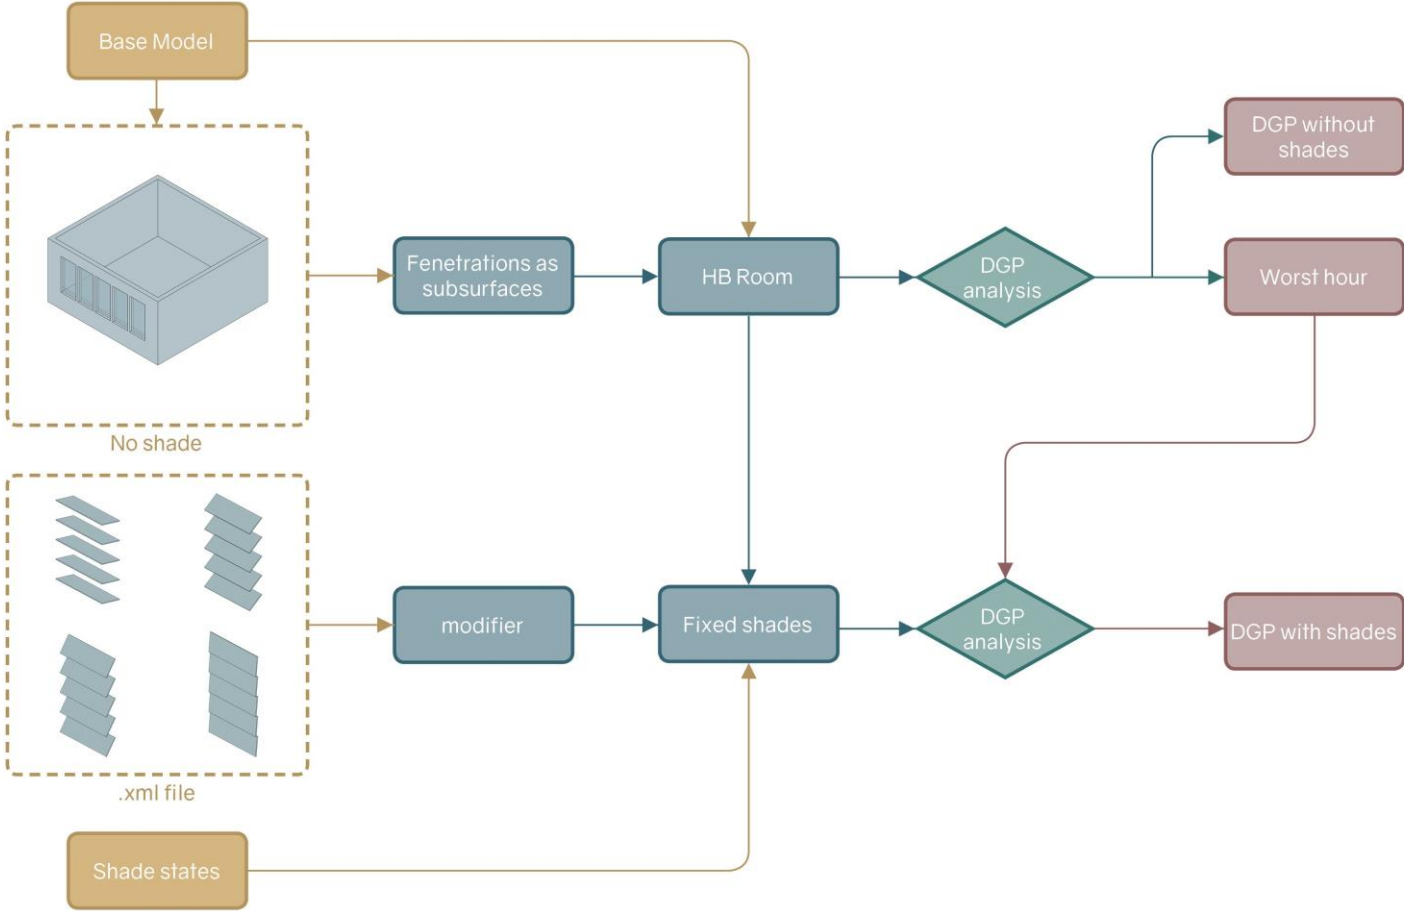 Base Model
DGP without
shades
Fenetrations as
subsurfaces
HB Room
DGP
analysis
Worst hour
No shade
modifier
Fixed shades
DGP
analysis
DGP with shades
.xml file
Shade states